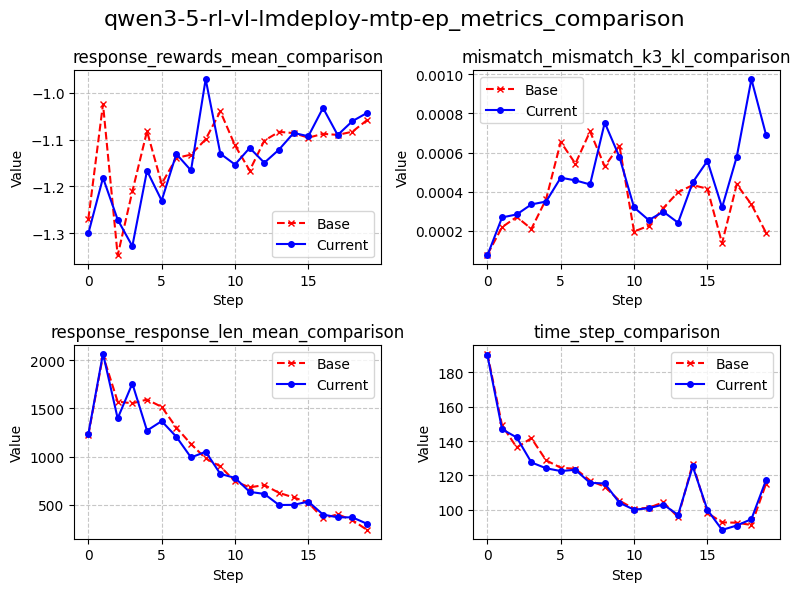 qwen3-5-rl-vl-lmdeploy-mtp-ep_metrics_comparison
response_rewards_mean_comparison
−1.0
−1.1
−1.2
−1.3
Value
Base
Current
0
5
10
15
Step
mismatch_mismatch_k3_kl_comparison
0.0010
0.0008
0.0006
0.0004
0.0002
Value
Base
Current
0
5
10
15
Step
response_response_len_mean_comparison
2000
1500
1000
500
Value
Base
Current
0
5
10
15
Step
time_step_comparison
180
160
140
120
100
Value
Base
Current
0
5
10
15
Step